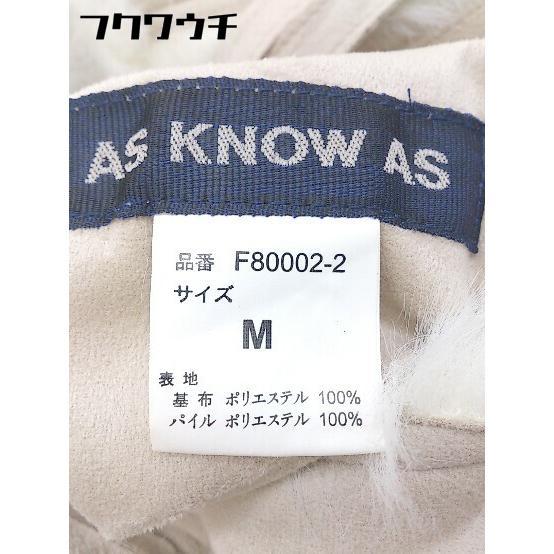 フクワウチ
AS KNOW AS
品番 F80002-2
サイズ
M
表地
基布 ポリエステル 100%
パイル ポリエステル 100%